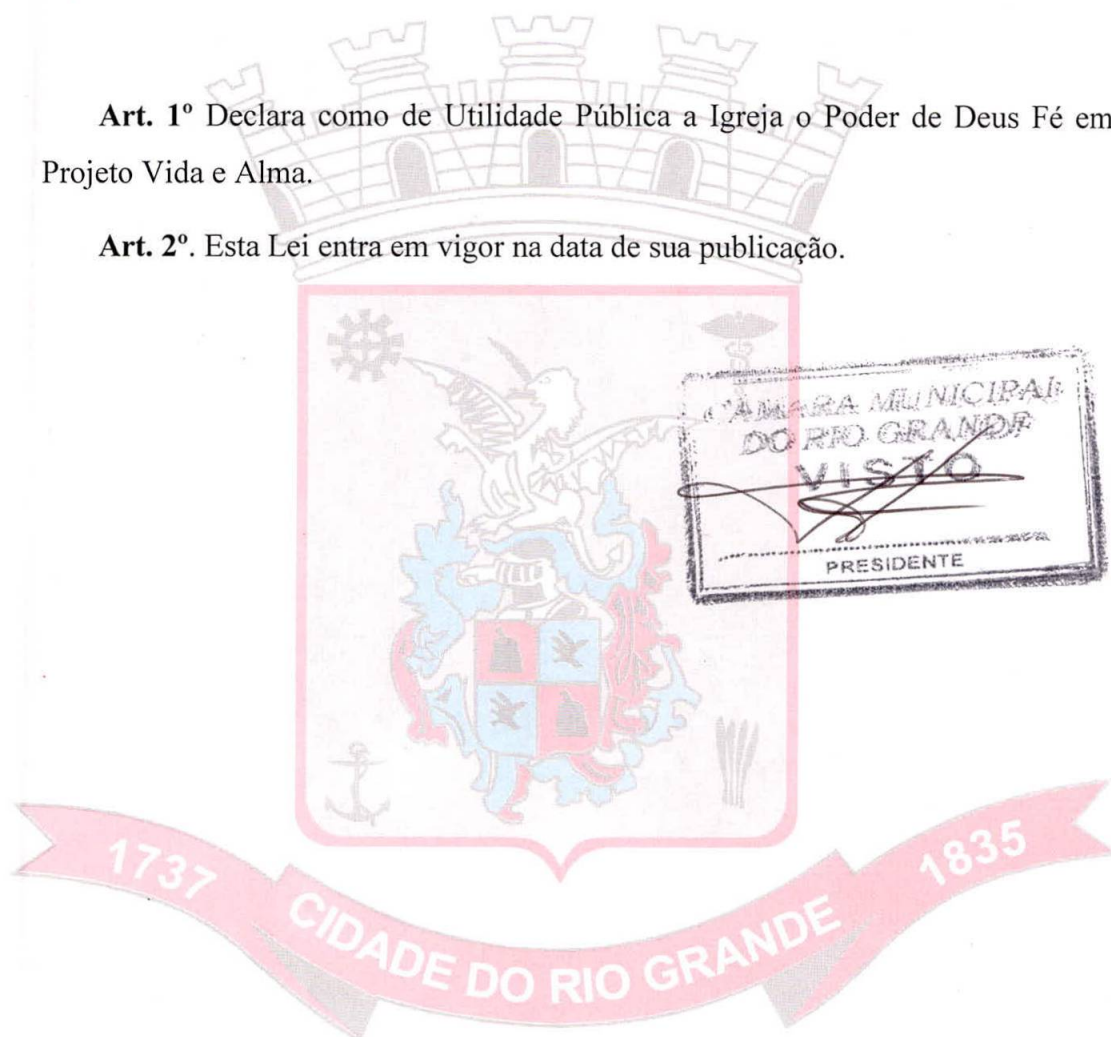 Art. 1º Declara como de Utilidade Pública a Igreja o Poder de Deus Fé em
Projeto Vida e Alma.
Art. 2º. Esta Lei entra em vigor na data de sua publicação.
CÂMARA MUNICIPAL
DO RIO GRANDE
VISTO
PRESIDENTE
1737
CIDADE DO RIO GRANDE
1835